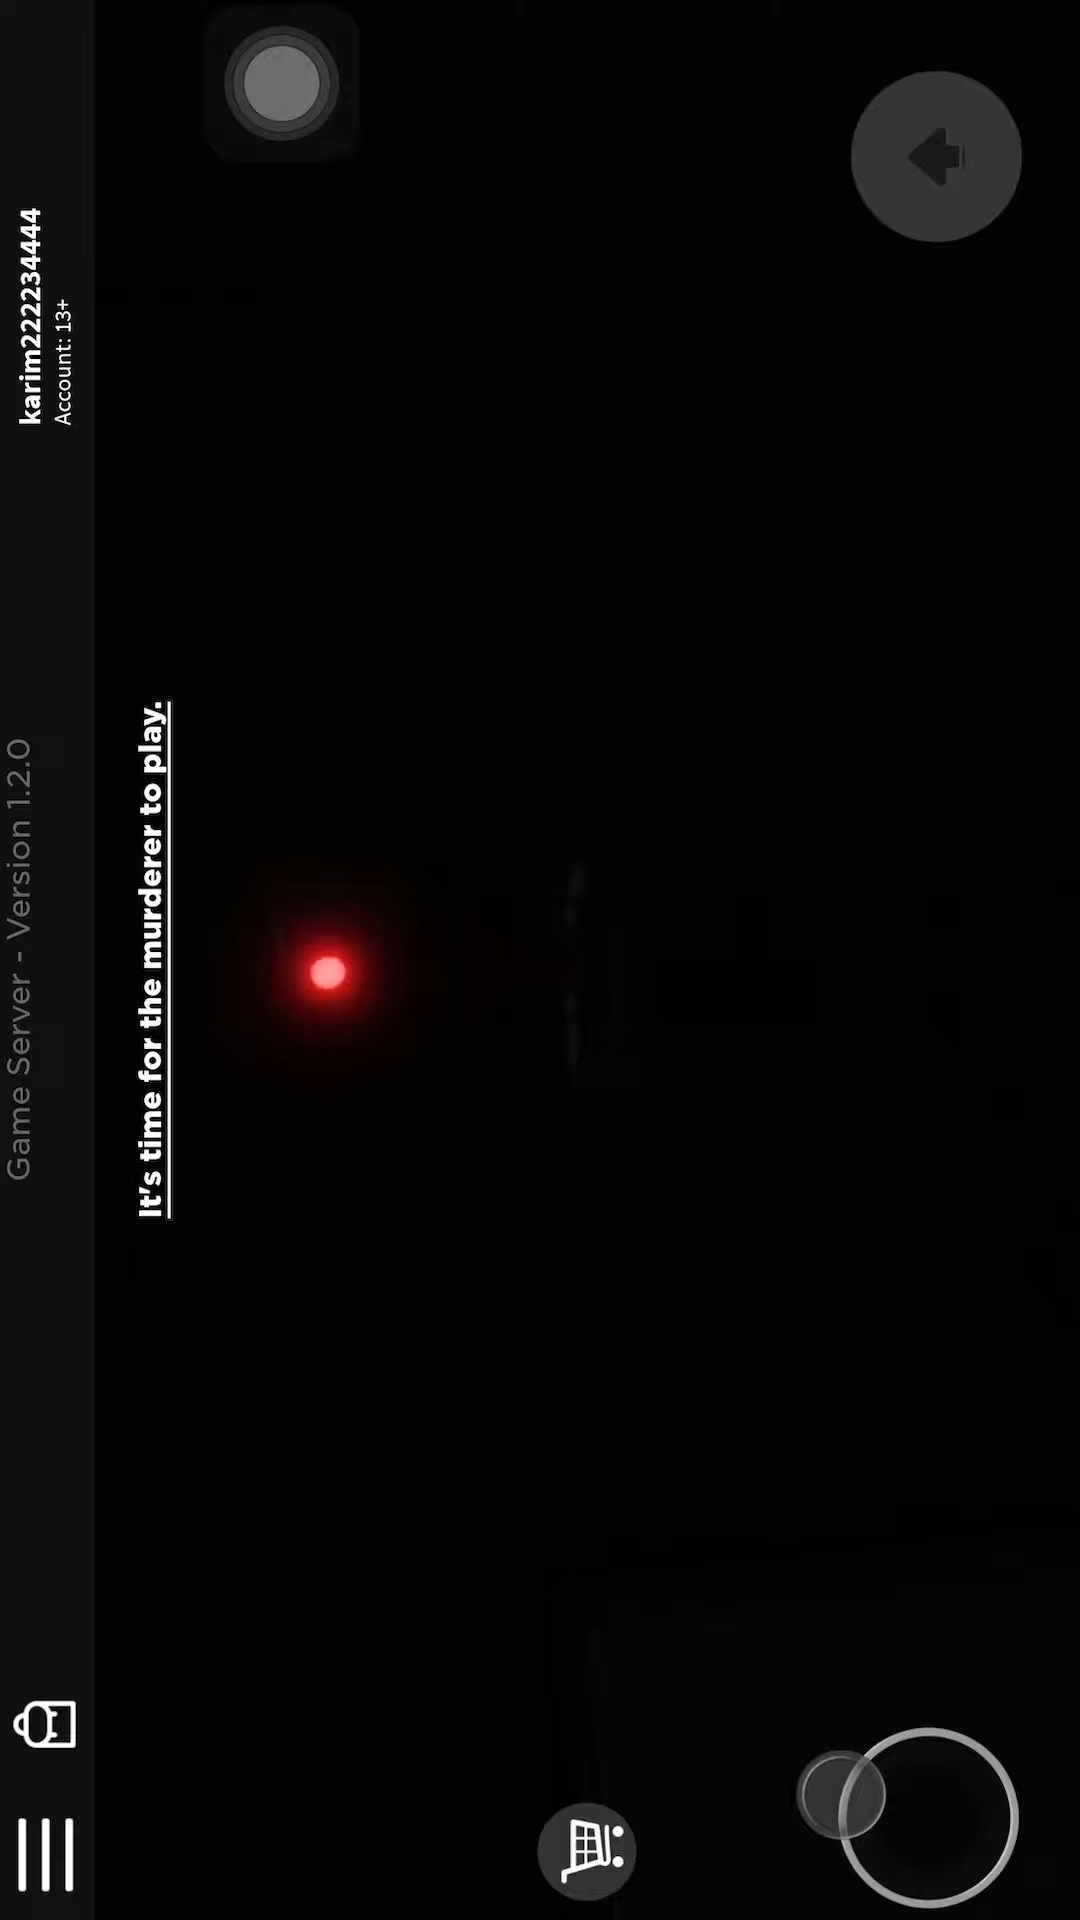 karim222234444
Account: 13+
Game Server - Version 1.2.0
It's time for the murderer to play.